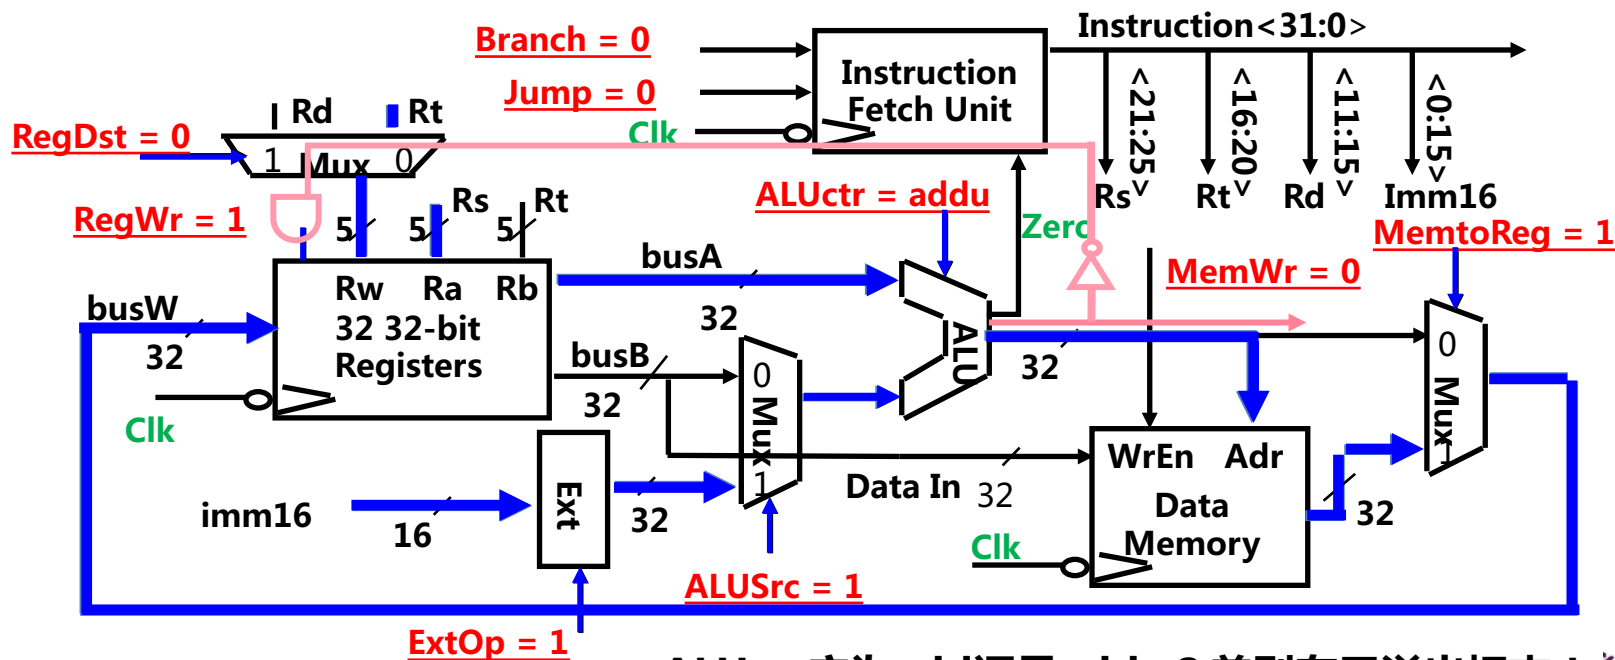 Instruction<31:0>
Branch = 0
Instruction
Fetch Unit
Jump = 0
Clk
<21:25>
<16:20>
<11:15>
<0:15>
Rd
Rt
RegDst = 0
1
Mux
0
Rs
Rt
Rd
Imm16
ALUctr = addu
RegWr = 1
5
5
Rs
5
Rt
MemtoReg = 1
busA
MemWr = 0
Rw
Ra
Rb
busW
32
32
32 32-bit
Registers
busB
32
ALU
32
0
Mux
1
0
Mux
1
Clk
WrEn
Adr
Data In
32
Data
Memory
32
imm16
16
Ext
32
Clk
ALUSrc = 1
ExtOp = 1